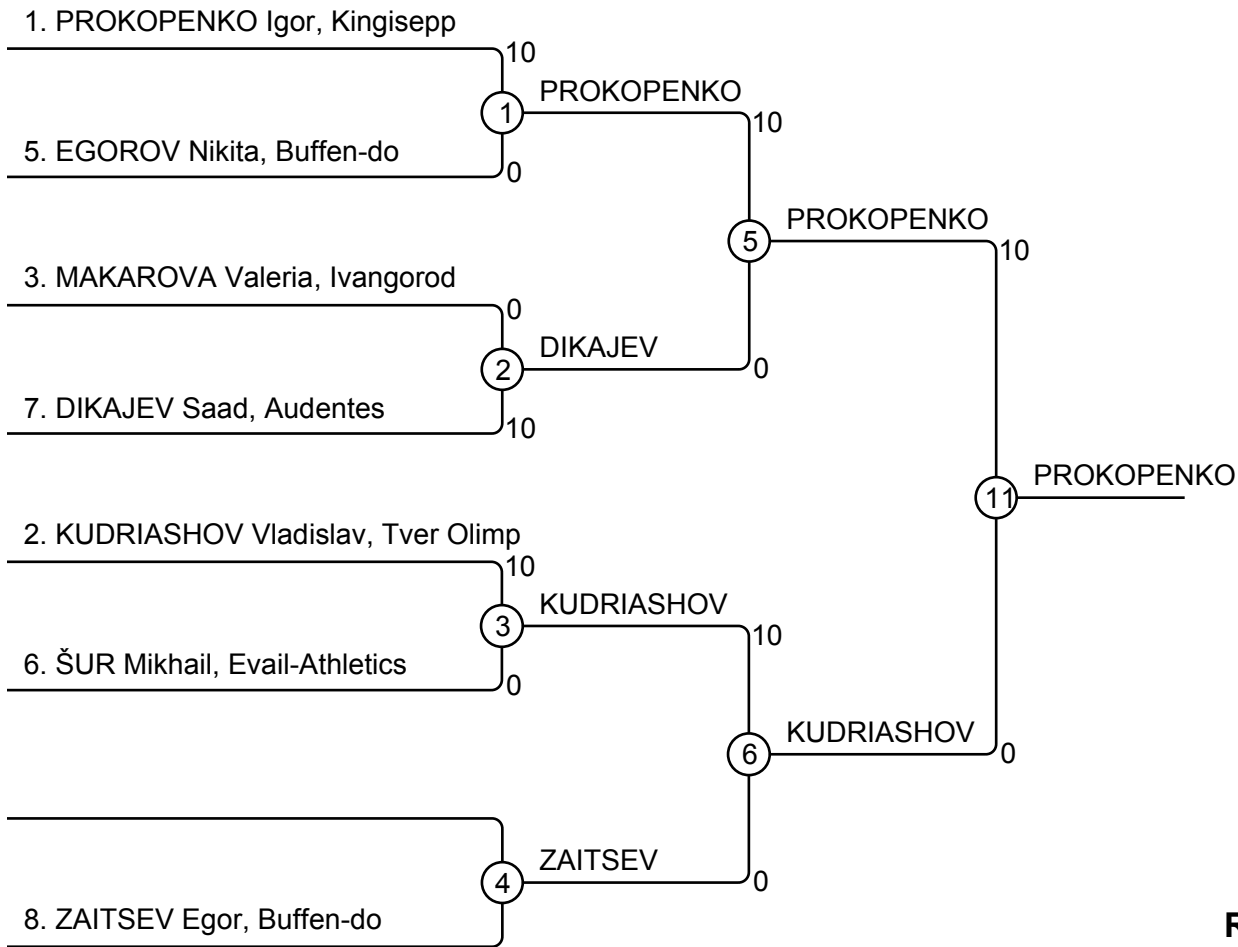 1. PROKOPENKO Igor, Kingisepp
10
1
PROKOPENKO
10
5. EGOROV Nikita, Buffen-do
0
5
PROKOPENKO
10
3. MAKAROVA Valeria, Ivangorod
0
2
DIKAJEV
0
7. DIKAJEV Saad, Audentes
10
11
PROKOPENKO
2. KUDRIASHOV Vladislav, Tver Olimp
10
3
KUDRIASHOV
10
6. ŠUR Mikhail, Evail-Athletics
0
6
KUDRIASHOV
0
4
ZAITSEV
0
8. ZAITSEV Egor, Buffen-do
R